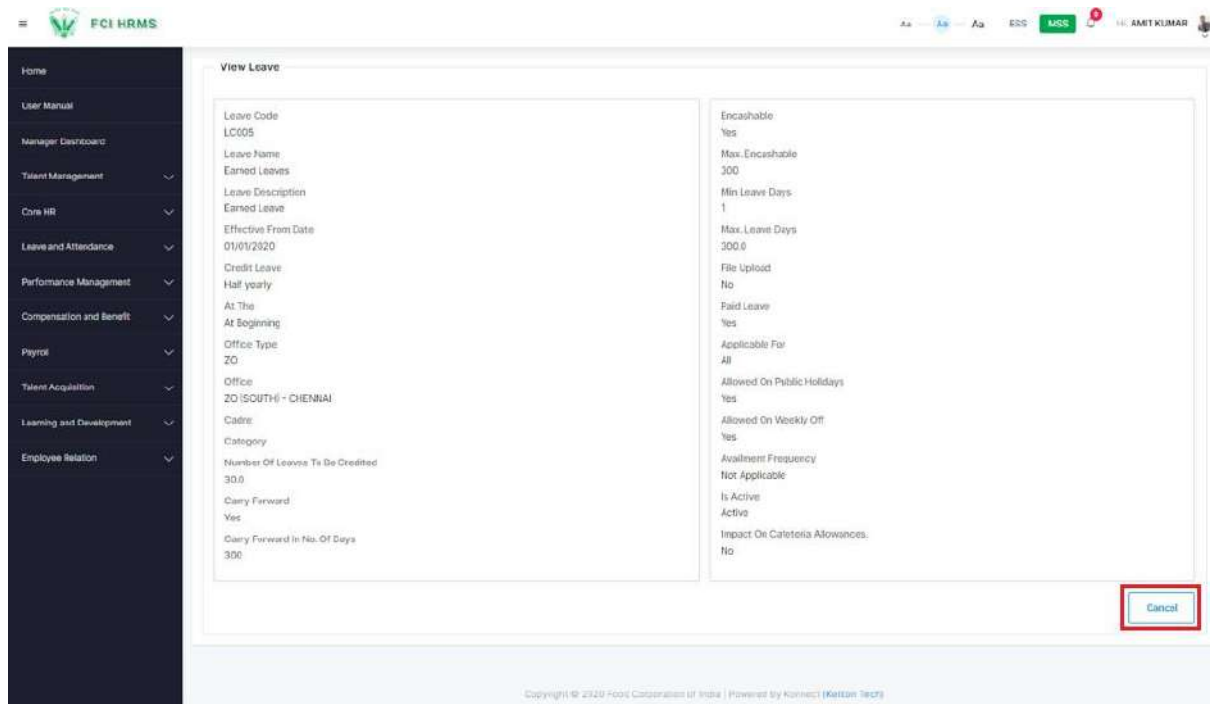 FCI HRMS
Aa Aa Aa ESS MSS 0 Hi, AMIT KUMAR
Home
User Manual
Manager Dashboard
Talent Management
Core HR
Leave and Attendance
Performance Management
Compensation and Benefit
Payroll
Talent Acquisition
Learning and Development
Employee Relation
View Leave
Leave Code
LC005
Leave Name
Earned Leaves
Leave Description
Earned Leave
Effective From Date
01/01/2020
Credit Leave
Half yearly
At The
At Beginning
Office Type
ZO
Office
ZO (SOUTH) - CHENNAI
Cadre
Category
Number Of Leaves To Be Credited
30.0
Carry Forward
Yes
Carry Forward In No. Of Days
300
Encashable
Yes
Max. Encashable
300
Min Leave Days
1
Max. Leave Days
300.0
File Upload
No
Paid Leave
Yes
Applicable For
All
Allowed On Public Holidays
Yes
Allowed On Weekly Off
Yes
Availment Frequency
Not Applicable
Is Active
Active
Impact On Cafeteria Allowances.
No
Cancel
Copyright © 2020 Food Corporation of India | Powered by Konnect (Kellton Tech)